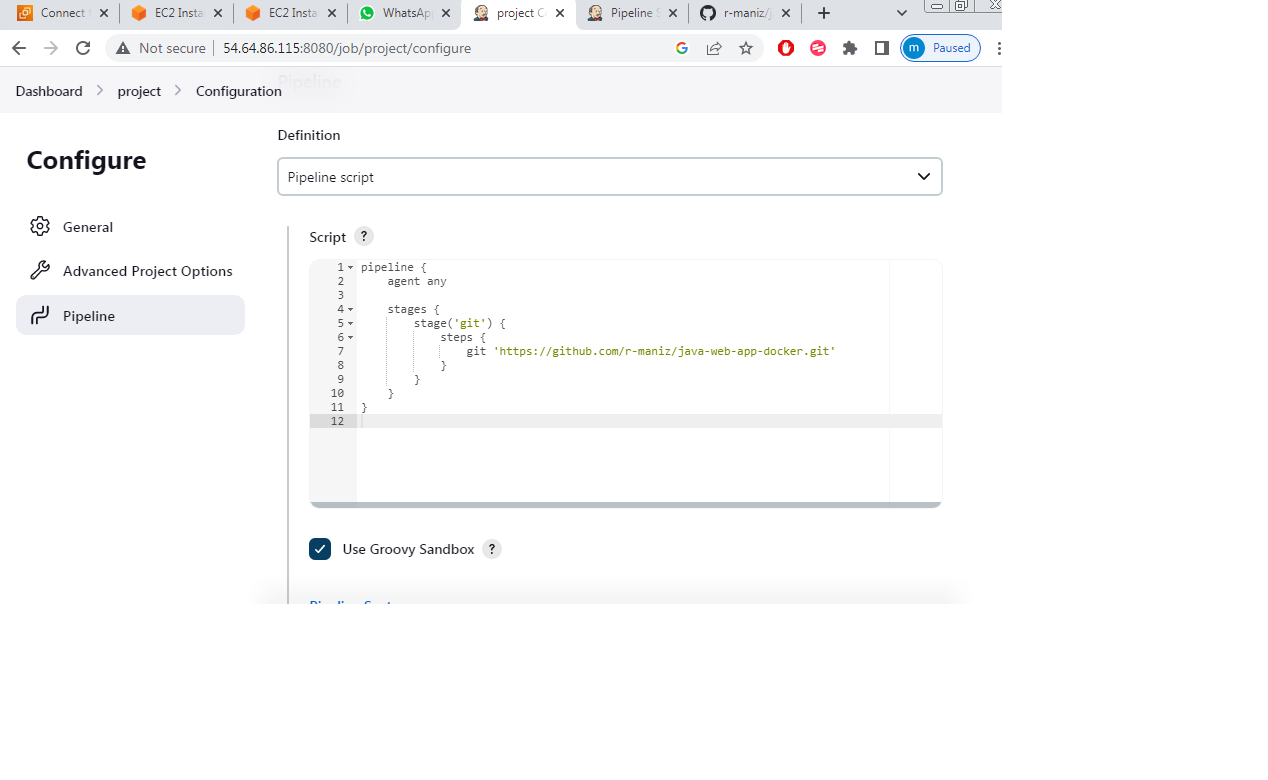 Connect
EC2 Insta
EC2 Insta
WhatsAp
project C
Pipeline S
r-maniz/j
Not secure
54.64.86.115:8080/job/project/configure
m
Paused
Pipeline
Dashboard
project
Configuration
Configure
General
Advanced Project Options
Pipeline
Definition
Pipeline script
Script ?
1 pipeline {
2     agent any
3
4     stages {
5         stage('git') {
6             steps {
7                 git 'https://github.com/r-maniz/java-web-app-docker.git'
8             }
9         }
10     }
11 }
12
Use Groovy Sandbox ?